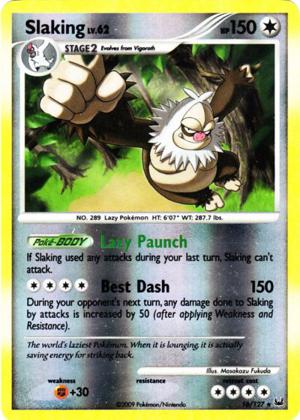 Slaking LV.62 HP 150
STAGE 2 Evolves from Vigoroth
NO. 289 Lazy Pokémon HT: 6'07" WT: 287.7 lbs.
Poké-BODY Lazy Paunch
If Slaking used any attacks during your last turn, Slaking can't
attack.
Best Dash 150
During your opponent's next turn, any damage done to Slaking
by attacks is increased by 50 (after applying Weakness and
Resistance).
The world's laziest Pokémon. When it is lounging, it is actually
saving energy for striking back.
Illus. Masakazu Fukuda
weakness resistance retreat cost
+30
©2009 Pokémon/Nintendo 16/127